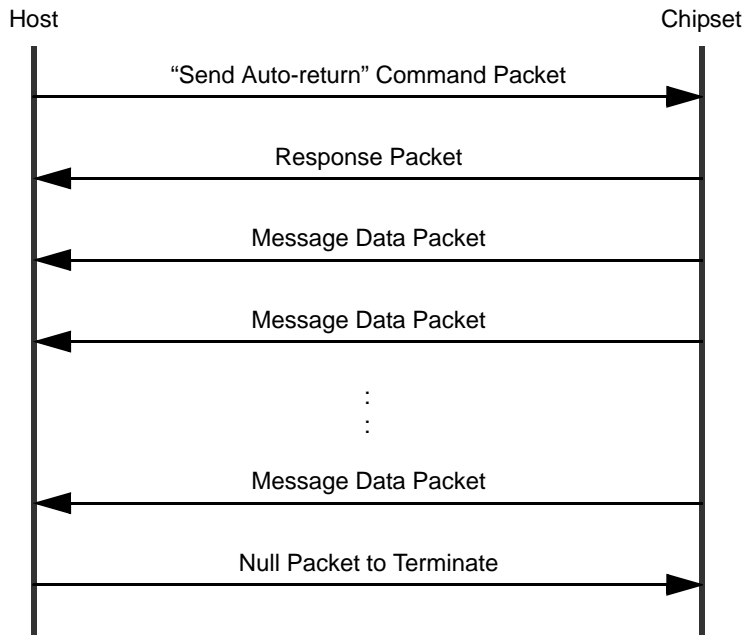 Host
Chipset
“Send Auto-return” Command Packet
Response Packet
Message Data Packet
Message Data Packet
:
:
Message Data Packet
Null Packet to Terminate